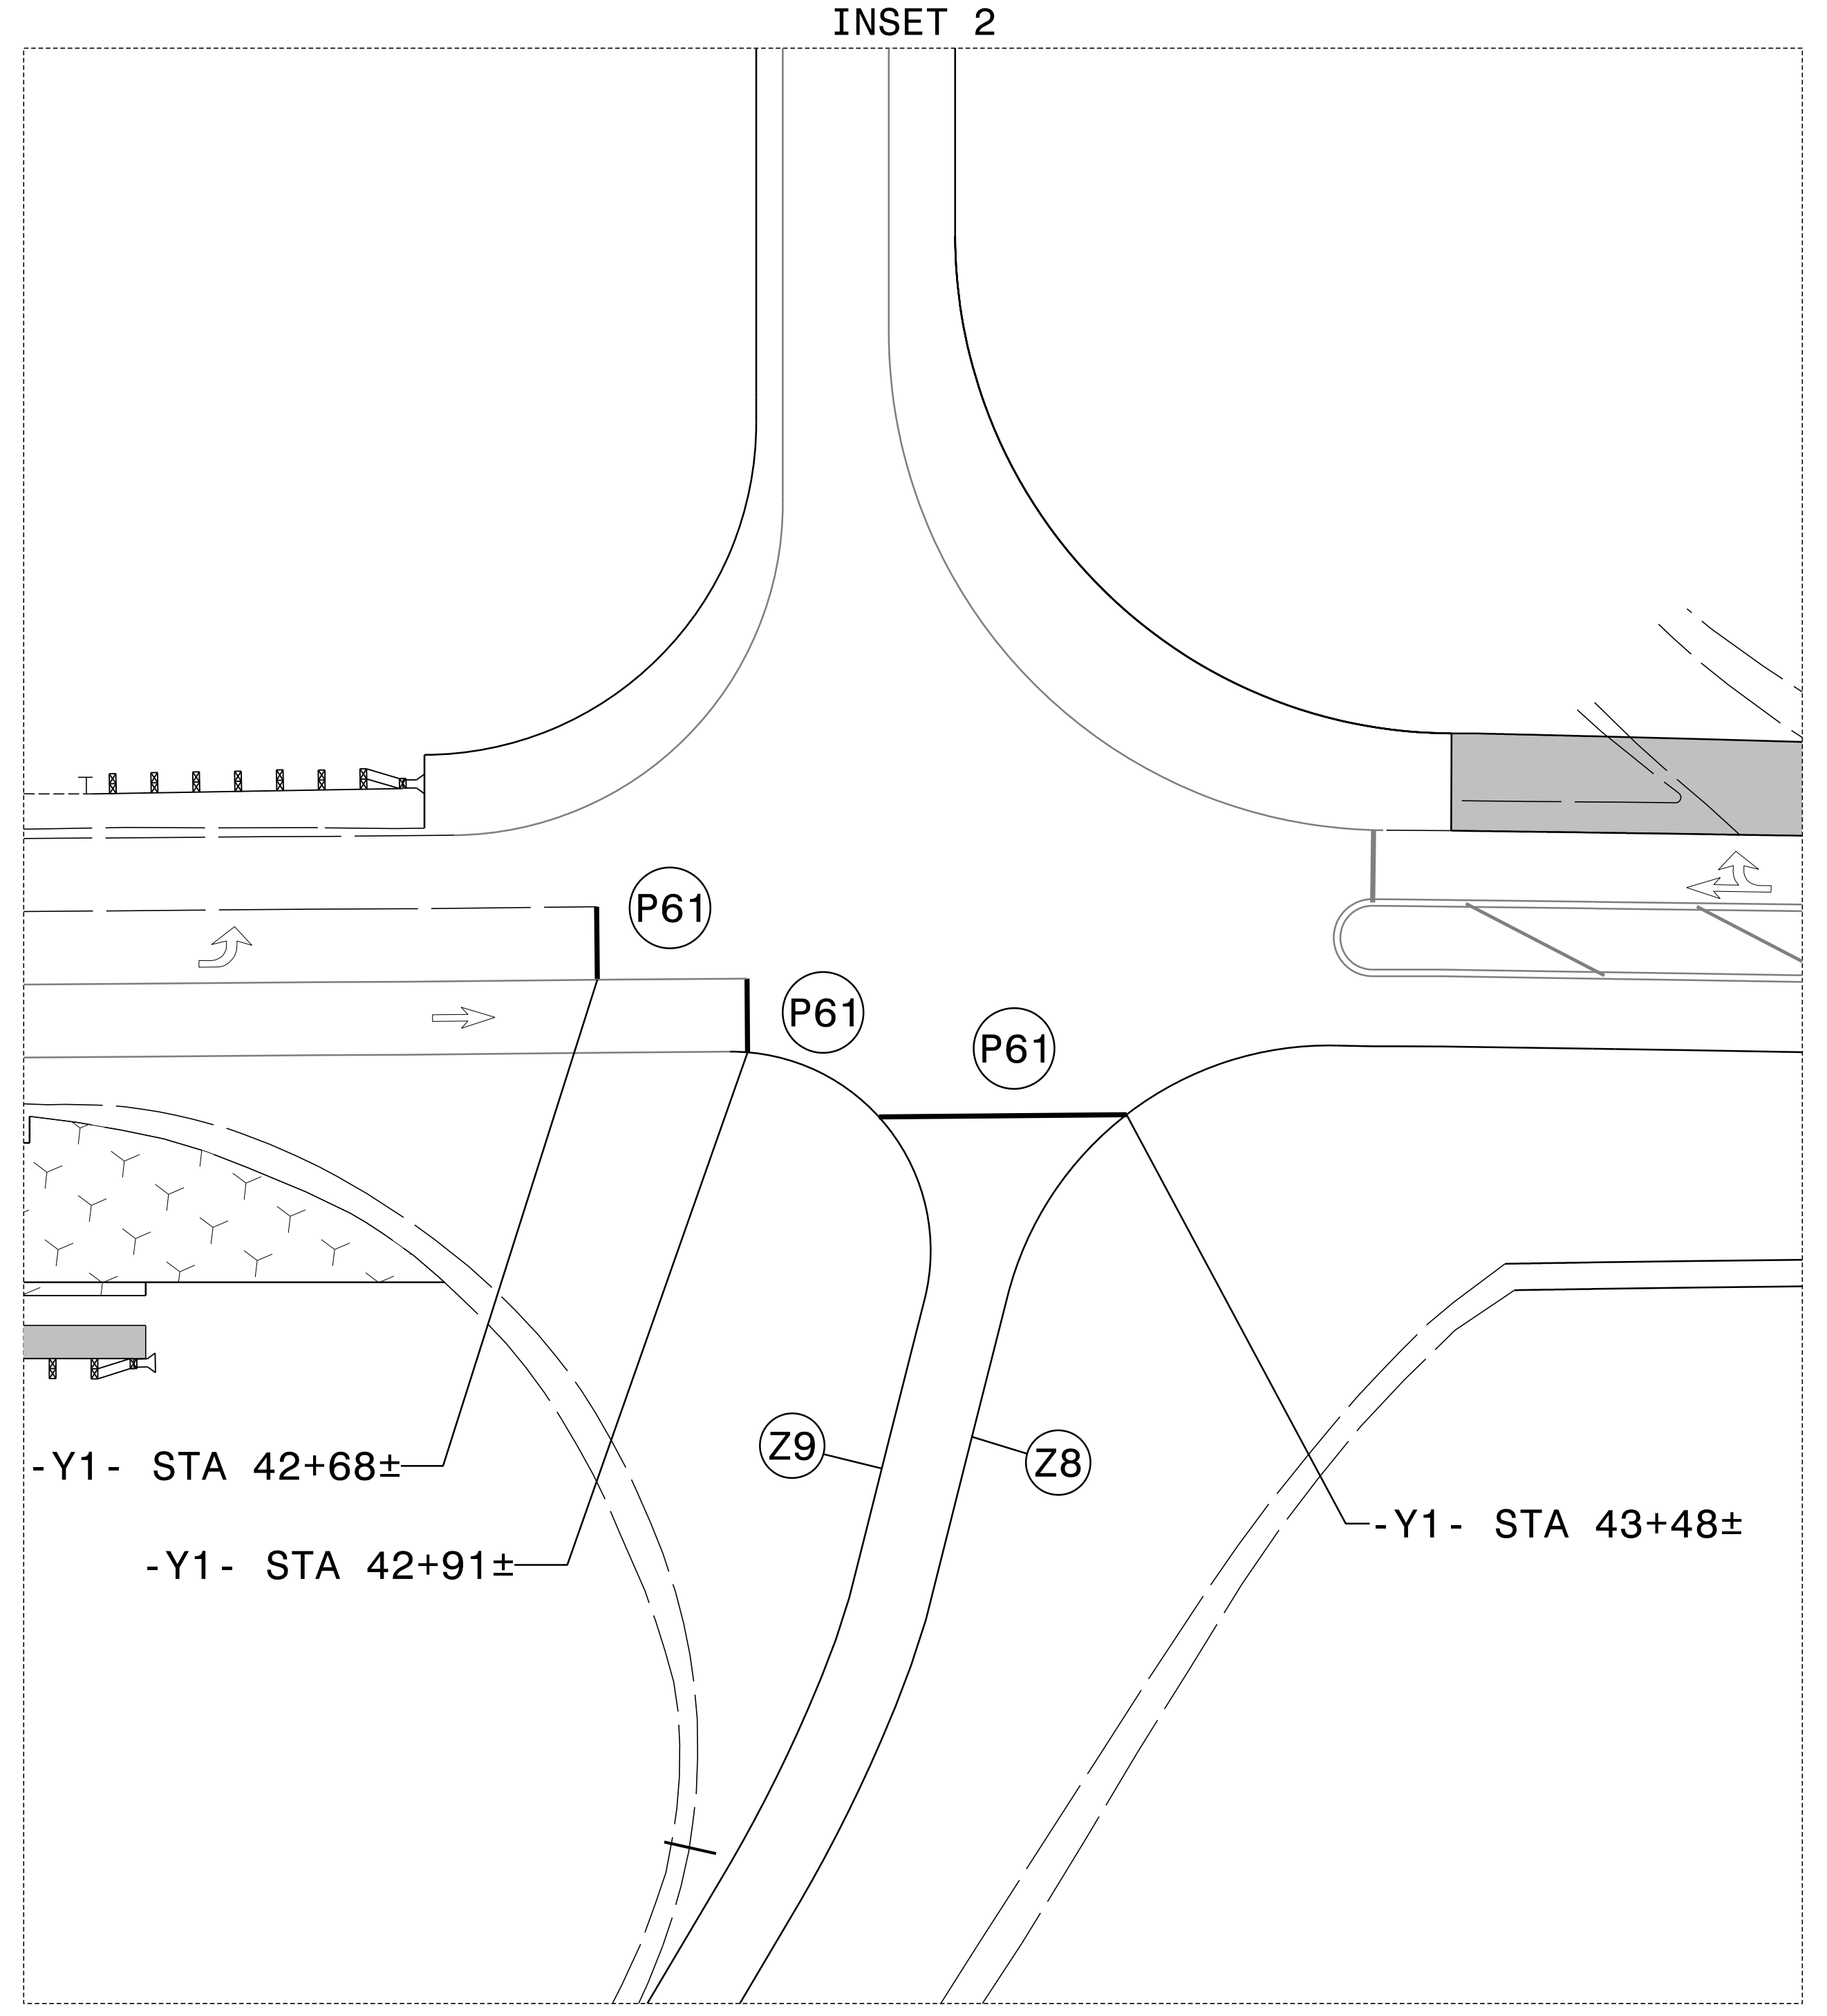 INSET 2
P61
P61
P61
Z9
Z8
-Y1- STA 42+68±
-Y1- STA 43+48±
-Y1- STA 42+91±